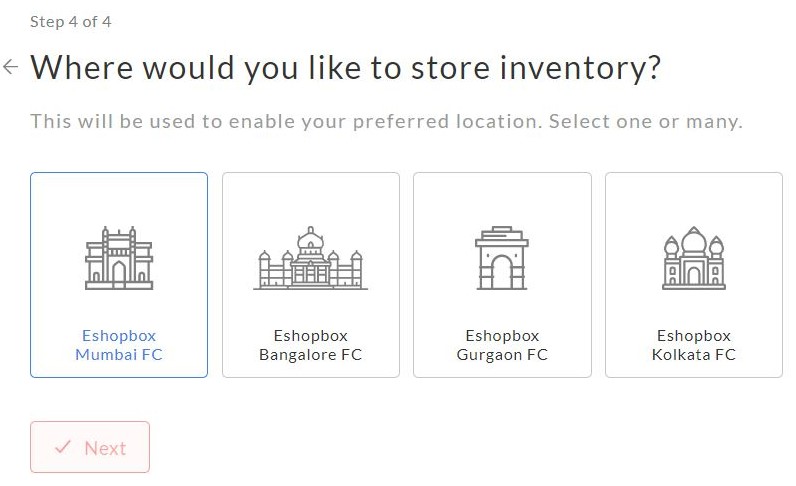 Step 4 of 4
Where would you like to store inventory?
This will be used to enable your preferred location. Select one or many.
Eshopbox
Mumbai FC
Eshopbox
Bangalore FC
Eshopbox
Gurgaon FC
Eshopbox
Kolkata FC
Next